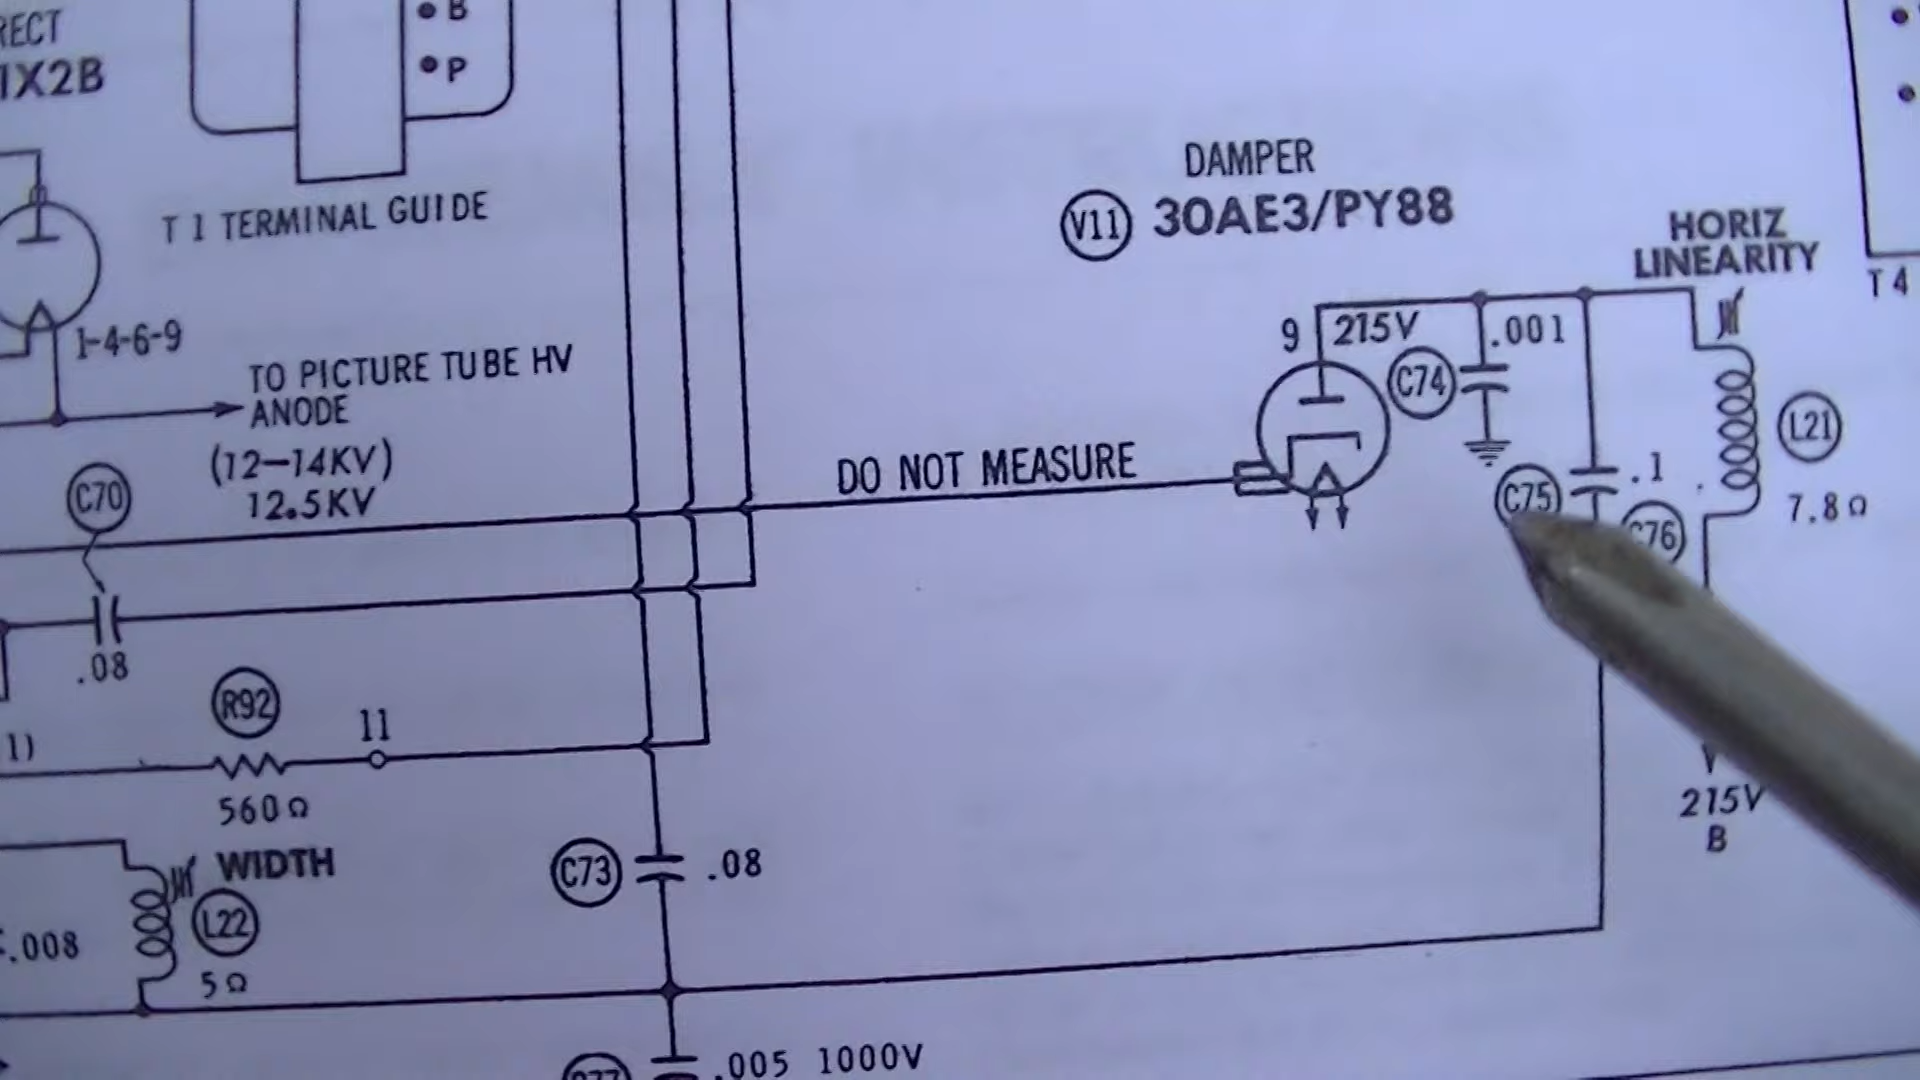 RECT
1X2B
B
P
T 1 TERMINAL GUIDE
1-4-6-9
TO PICTURE TUBE HV
ANODE
(12-14KV)
12.5KV
C70
.08
DAMPER
V11 30AE3/PY88
HORIZ
LINEARITY
T 4
9 215V
C74 .001
DO NOT MEASURE
C75 .1
C76
L21
7.8Ω
215V
B
R92
560Ω
11
1)
WIDTH
L22
5Ω
.008
C73 .08
.005 1000V